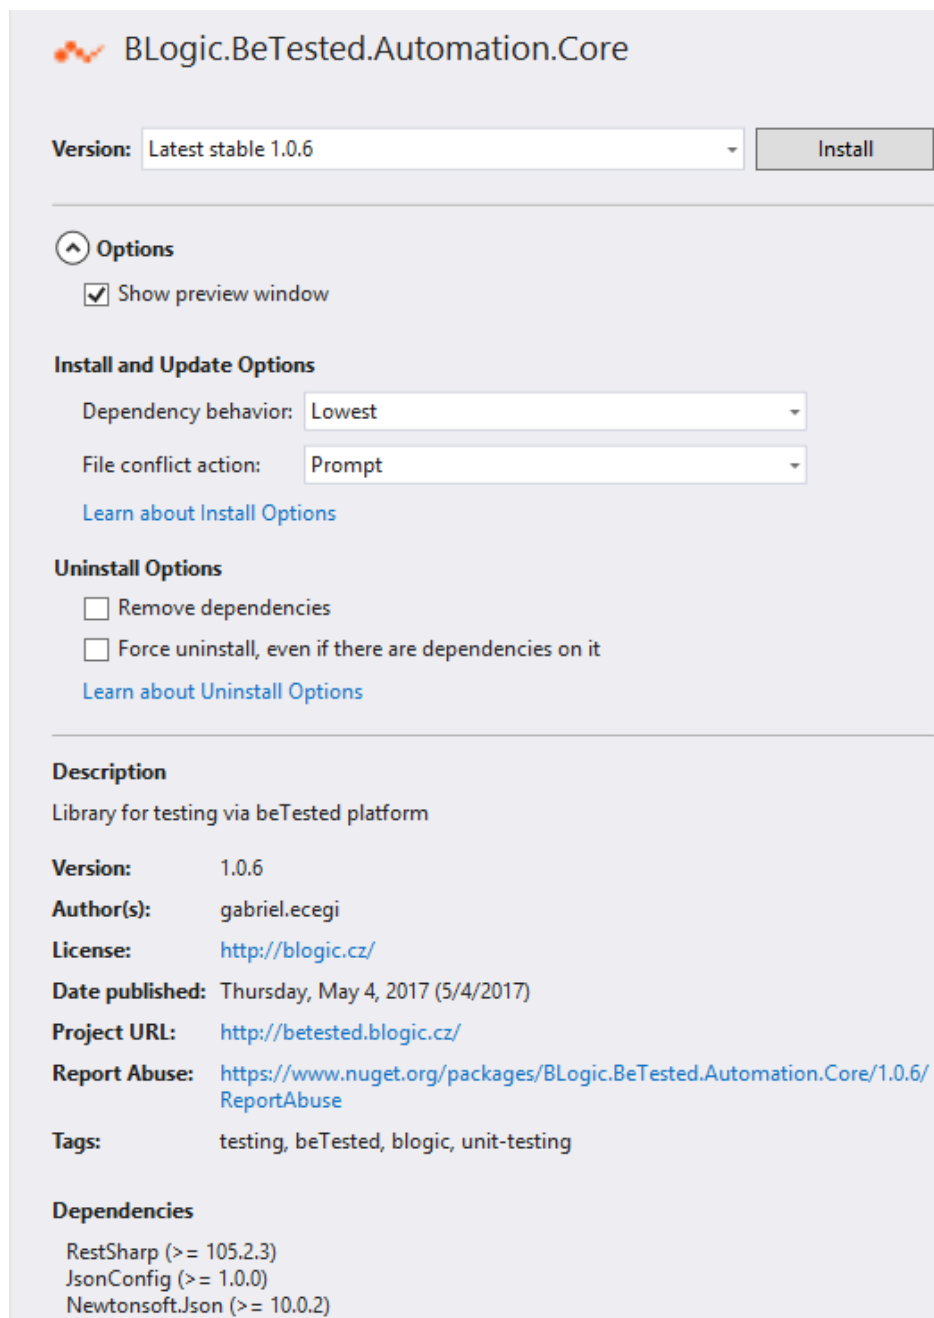 BLogic.BeTested.Automation.Core
Version: Latest stable 1.0.6 Install
Options
Show preview window
Install and Update Options
Dependency behavior: Lowest
File conflict action: Prompt
Learn about Install Options
Uninstall Options
Remove dependencies
Force uninstall, even if there are dependencies on it
Learn about Uninstall Options
Description
Library for testing via beTested platform
Version: 1.0.6
Author(s): gabriel.ecegi
License: http://blogic.cz/
Date published: Thursday, May 4, 2017 (5/4/2017)
Project URL: http://betested.blogic.cz/
Report Abuse: https://www.nuget.org/packages/BLogic.BeTested.Automation.Core/1.0.6/
ReportAbuse
Tags: testing, beTested, blogic, unit-testing
Dependencies
RestSharp (>= 105.2.3)
JsonConfig (>= 1.0.0)
Newtonsoft.Json (>= 10.0.2)